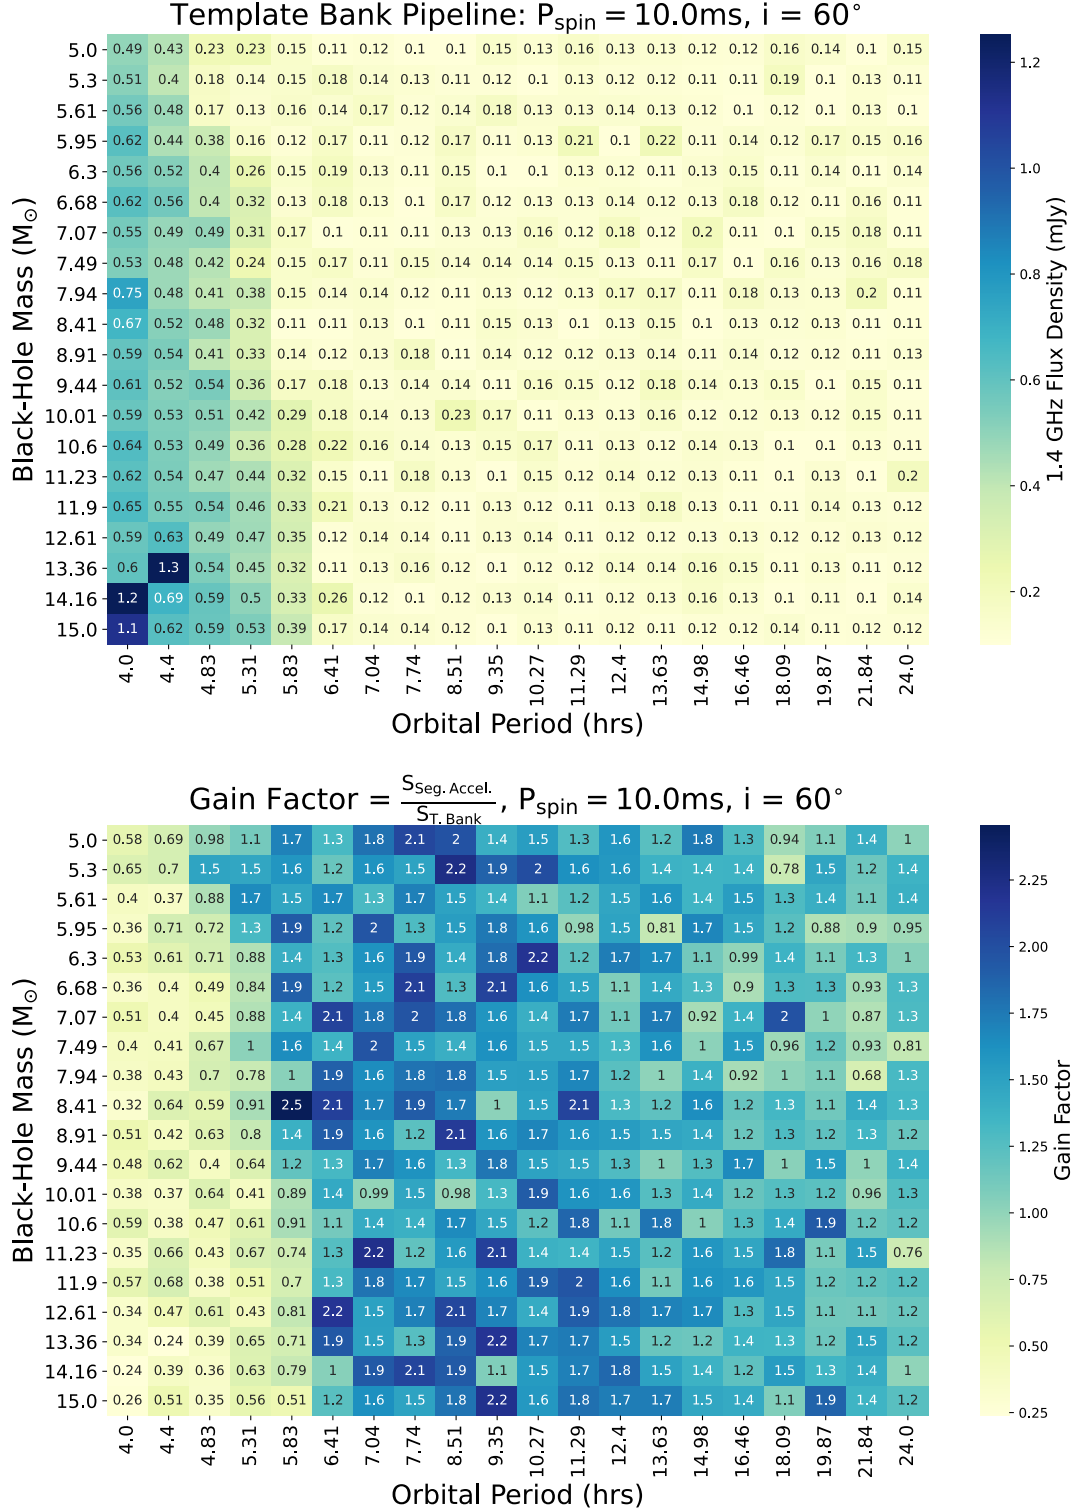 Template Bank Pipeline: P_spin = 10.0ms, i = 60°
5.0 0.49 0.43 0.23 0.23 0.15 0.11 0.12 0.1 0.1 0.15 0.13 0.16 0.13 0.13 0.12 0.12 0.16 0.14 0.1 0.15
5.3 0.51 0.4 0.18 0.14 0.15 0.18 0.14 0.13 0.11 0.12 0.1 0.13 0.12 0.12 0.11 0.11 0.19 0.1 0.13 0.11
5.61 0.56 0.48 0.17 0.13 0.16 0.14 0.17 0.12 0.14 0.18 0.13 0.13 0.14 0.13 0.12 0.1 0.12 0.1 0.13 0.1
5.95 0.62 0.44 0.38 0.16 0.12 0.17 0.11 0.12 0.17 0.11 0.13 0.21 0.1 0.22 0.11 0.14 0.12 0.17 0.15 0.16
6.3 0.56 0.52 0.4 0.26 0.15 0.19 0.13 0.11 0.15 0.1 0.1 0.13 0.12 0.11 0.13 0.15 0.11 0.14 0.11 0.14
6.68 0.62 0.56 0.4 0.32 0.13 0.18 0.13 0.1 0.17 0.12 0.13 0.13 0.14 0.12 0.13 0.18 0.12 0.11 0.16 0.12
7.07 0.55 0.49 0.49 0.31 0.17 0.1 0.11 0.11 0.12 0.13 0.16 0.12 0.18 0.12 0.2 0.11 0.1 0.15 0.18 0.11
7.49 0.53 0.48 0.42 0.24 0.15 0.17 0.11 0.15 0.14 0.14 0.14 0.15 0.13 0.11 0.17 0.1 0.16 0.13 0.16 0.18
7.94 0.75 0.48 0.41 0.38 0.15 0.14 0.14 0.12 0.11 0.13 0.12 0.13 0.17 0.17 0.11 0.18 0.13 0.13 0.2 0.11
8.41 0.67 0.52 0.48 0.32 0.11 0.11 0.13 0.1 0.11 0.15 0.13 0.1 0.13 0.15 0.1 0.13 0.12 0.13 0.11 0.11
8.91 0.59 0.54 0.41 0.33 0.14 0.12 0.13 0.18 0.11 0.14 0.12 0.12 0.13 0.14 0.11 0.14 0.12 0.12 0.11 0.13
9.44 0.61 0.52 0.54 0.36 0.17 0.18 0.13 0.14 0.14 0.11 0.16 0.15 0.12 0.18 0.14 0.13 0.15 0.1 0.15 0.11
10.01 0.59 0.53 0.51 0.42 0.29 0.18 0.14 0.13 0.23 0.17 0.11 0.13 0.13 0.16 0.12 0.12 0.13 0.12 0.15 0.11
10.6 0.64 0.53 0.49 0.36 0.28 0.22 0.16 0.14 0.13 0.15 0.17 0.11 0.13 0.12 0.14 0.13 0.1 0.1 0.13 0.11
11.23 0.62 0.54 0.47 0.44 0.32 0.15 0.11 0.18 0.13 0.1 0.15 0.12 0.14 0.13 0.11 0.13 0.11 0.15 0.1 0.2
11.9 0.65 0.55 0.54 0.46 0.33 0.21 0.13 0.12 0.13 0.12 0.11 0.11 0.13 0.18 0.13 0.11 0.11 0.14 0.13 0.12
12.61 0.59 0.63 0.49 0.47 0.35 0.12 0.14 0.14 0.11 0.13 0.14 0.11 0.12 0.12 0.11 0.13 0.11 0.12 0.13 0.12
13.36 0.6 1.3 0.54 0.45 0.32 0.11 0.13 0.16 0.12 0.1 0.12 0.12 0.14 0.14 0.16 0.15 0.11 0.13 0.11 0.12
14.16 1.2 0.69 0.59 0.5 0.33 0.26 0.12 0.1 0.12 0.13 0.14 0.11 0.12 0.13 0.16 0.13 0.1 0.11 0.1 0.14
15.0 1.1 0.62 0.59 0.53 0.39 0.17 0.14 0.14 0.12 0.1 0.13 0.11 0.12 0.11 0.12 0.12 0.14 0.11 0.12 0.12
Black-Hole Mass (M⊙)
4.0 4.4 4.83 5.31 5.83 6.41 7.04 7.74 8.51 9.35 10.27 11.29 12.4 13.63 14.98 16.46 18.09 19.87 21.84 24.0
Orbital Period (hrs)
1.2
1.0
0.8
0.6
0.4
0.2
1.4 GHz Flux Density (mJy)
Gain Factor = S_Seg. Accel. / S_T. Bank, P_spin = 10.0ms, i = 60°
5.0 0.58 0.69 0.98 1.1 1.7 1.3 1.8 2.1 2 1.4 1.5 1.3 1.6 1.2 1.8 1.3 0.94 1.1 1.4 1
5.3 0.65 0.7 1.5 1.5 1.6 1.2 1.6 1.5 2.2 1.9 2 1.6 1.6 1.4 1.4 1.4 0.78 1.5 1.2 1.4
5.61 0.4 0.37 0.88 1.7 1.5 1.7 1.3 1.7 1.5 1.4 1.1 1.2 1.5 1.6 1.4 1.5 1.3 1.4 1.1 1.4
5.95 0.36 0.71 0.72 1.3 1.9 1.2 2 1.3 1.5 1.8 1.6 0.98 1.5 0.81 1.7 1.5 1.2 0.88 0.9 0.95
6.3 0.53 0.61 0.71 0.88 1.4 1.3 1.6 1.9 1.4 1.8 2.2 1.2 1.7 1.7 1.1 0.99 1.4 1.1 1.3 1
6.68 0.36 0.4 0.49 0.84 1.9 1.2 1.5 2.1 1.3 2.1 1.6 1.5 1.1 1.4 1.3 0.9 1.3 1.3 0.93 1.3
7.07 0.51 0.4 0.45 0.88 1.4 2.1 1.8 2 1.8 1.6 1.4 1.7 1.1 1.7 0.92 1.4 2 1 0.87 1.3
7.49 0.4 0.41 0.67 1 1.6 1.4 2 1.5 1.4 1.6 1.5 1.5 1.3 1.6 1 1.5 0.96 1.2 0.93 0.81
7.94 0.38 0.43 0.7 0.78 1 1.9 1.6 1.8 1.8 1.5 1.5 1.7 1.2 1 1.4 0.92 1 1.1 0.68 1.3
8.41 0.32 0.64 0.59 0.91 2.5 2.1 1.7 1.9 1.7 1 1.5 2.1 1.3 1.2 1.6 1.2 1.3 1.1 1.4 1.3
8.91 0.51 0.42 0.63 0.8 1.4 1.9 1.6 1.2 2.1 1.6 1.7 1.6 1.5 1.5 1.4 1.2 1.2 1.3 1.3 1.2
9.44 0.48 0.62 0.4 0.64 1.2 1.3 1.7 1.6 1.3 1.8 1.5 1.5 1.3 1 1.3 1.7 1 1.5 1 1.4
10.01 0.38 0.37 0.64 0.41 0.89 1.4 0.99 1.5 0.98 1.3 1.9 1.6 1.6 1.3 1.4 1.2 1.3 1.2 0.96 1.3
10.6 0.59 0.38 0.47 0.61 0.91 1.1 1.4 1.4 1.7 1.5 1.2 1.8 1.1 1.8 1 1.5 1.4 1.9 1.2 1.2
11.23 0.35 0.66 0.43 0.67 0.74 1.3 2.2 1.2 1.6 2.1 1.4 1.4 1.5 1.2 1.6 1.5 1.8 1.1 1.5 0.76
11.9 0.57 0.68 0.38 0.51 0.7 1.3 1.8 1.7 1.5 1.6 1.9 2 1.6 1.1 1.6 1.6 1.5 1.2 1.2 1.2
12.61 0.34 0.47 0.61 0.43 0.81 2.2 1.5 1.7 2.1 1.7 1.4 1.9 1.8 1.7 1.7 1.3 1.5 1.1 1.1 1.2
13.36 0.34 0.24 0.39 0.65 0.71 1.9 1.5 1.3 1.9 2.2 1.7 1.7 1.5 1.2 1.2 1.4 1.3 1.2 1.5 1.2
14.16 0.24 0.39 0.36 0.63 0.79 1 1.9 2.1 1.9 1.1 1.5 1.7 1.8 1.5 1.4 1.2 1.5 1.3 1.4 1
15.0 0.26 0.51 0.35 0.56 0.51 1.2 1.6 1.5 1.8 2.2 1.6 1.8 1.7 1.7 1.5 1.4 1.1 1.9 1.4 1.2
Black-Hole Mass (M⊙)
4.0 4.4 4.83 5.31 5.83 6.41 7.04 7.74 8.51 9.35 10.27 11.29 12.4 13.63 14.98 16.46 18.09 19.87 21.84 24.0
Orbital Period (hrs)
2.25
2.00
1.75
1.50
1.25
1.00
0.75
0.50
0.25
Gain Factor